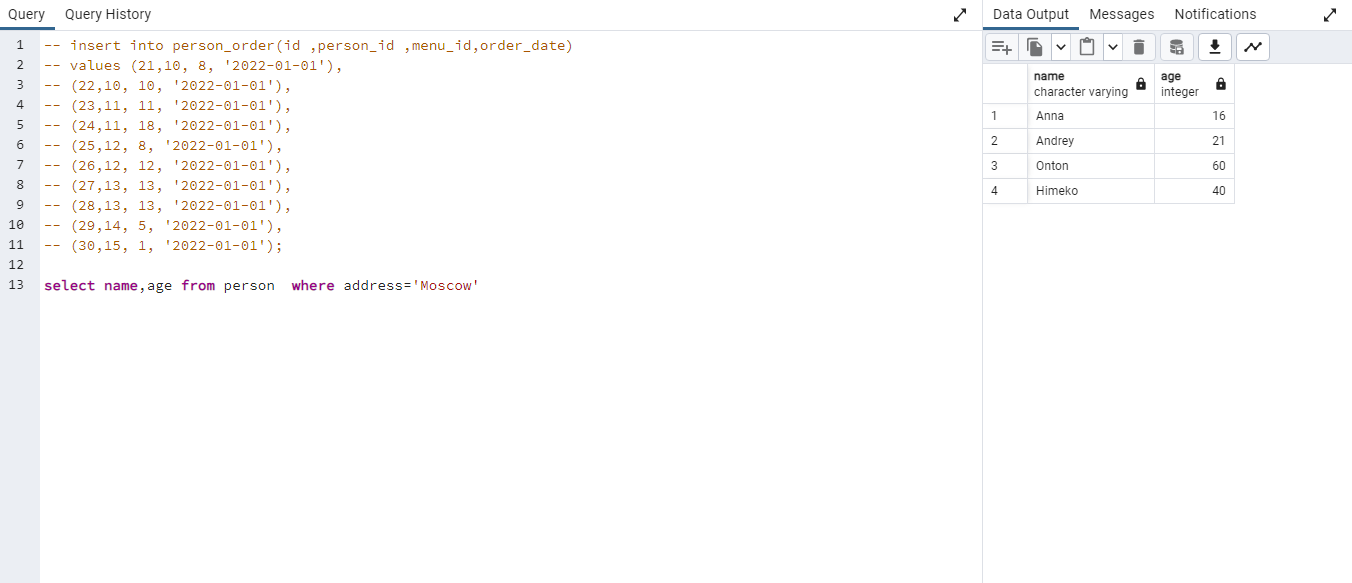 Query Query History
1 -- insert into person_order(id ,person_id ,menu_id,order_date)
2 -- values (21,10, 8, '2022-01-01'),
3 -- (22,10, 10, '2022-01-01'),
4 -- (23,11, 11, '2022-01-01'),
5 -- (24,11, 18, '2022-01-01'),
6 -- (25,12, 8, '2022-01-01'),
7 -- (26,12, 12, '2022-01-01'),
8 -- (27,13, 13, '2022-01-01'),
9 -- (28,13, 13, '2022-01-01'),
10 -- (29,14, 5, '2022-01-01'),
11 -- (30,15, 1, '2022-01-01');
12
13 select name,age from person  where address='Moscow'
Data Output Messages Notifications
name age
character varying integer
1 Anna 16
2 Andrey 21
3 Onton 60
4 Himeko 40